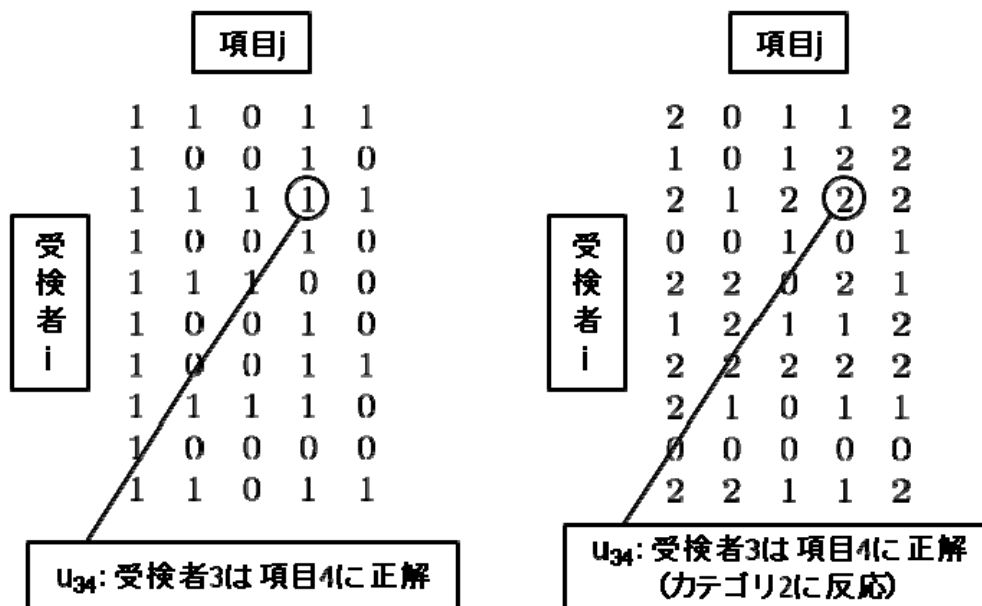 項目j
1 1 0 1 1
1 0 0 1 0
1 1 1 1 1
1 0 0 1 0
1 1 1 0 0
1 0 0 1 0
1 0 0 1 1
1 1 1 1 0
1 0 0 0 0
1 1 0 1 1
受検者i
u34: 受検者3は項目4に正解
項目j
2 0 1 1 2
1 0 1 2 2
2 1 2 2 2
0 0 1 0 1
2 2 0 2 1
1 2 1 1 2
2 2 2 2 2
2 1 0 1 1
0 0 0 0 0
2 2 1 1 2
受検者i
u34: 受検者3は項目4に正解
(カテゴリ2に反応)